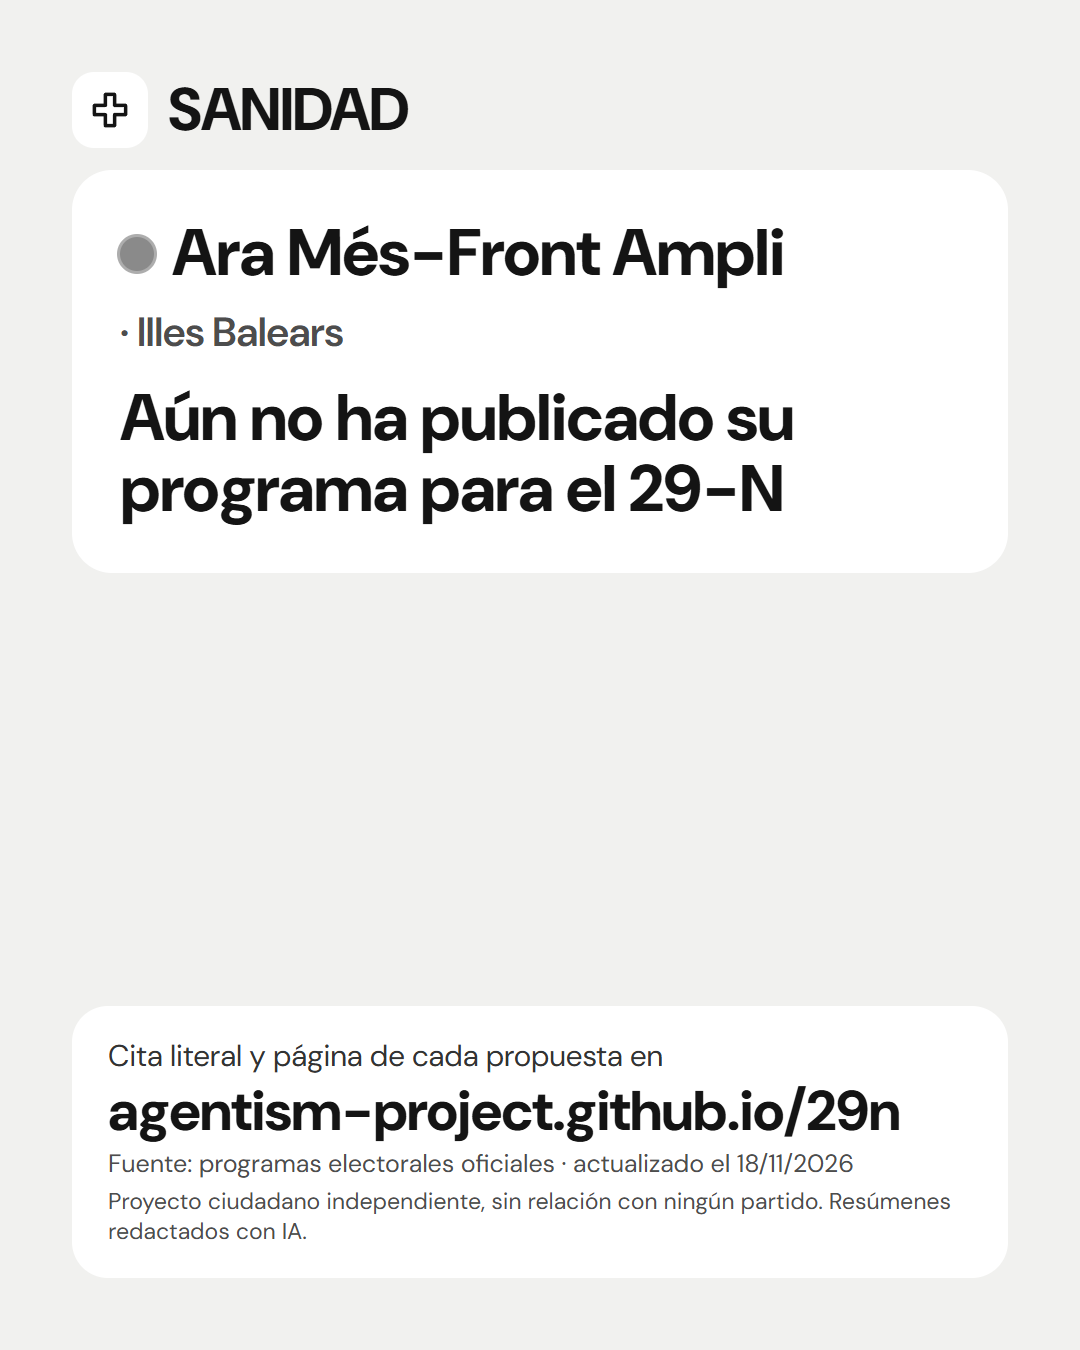 SANIDAD
Ara Més-Front Ampli
· Illes Balears
Aún no ha publicado su
programa para el 29-N
Cita literal y página de cada propuesta en
agentism-project.github.io/29n
Fuente: programas electorales oficiales · actualizado el 18/11/2026
Proyecto ciudadano independiente, sin relación con ningún partido. Resúmenes
redactados con IA.